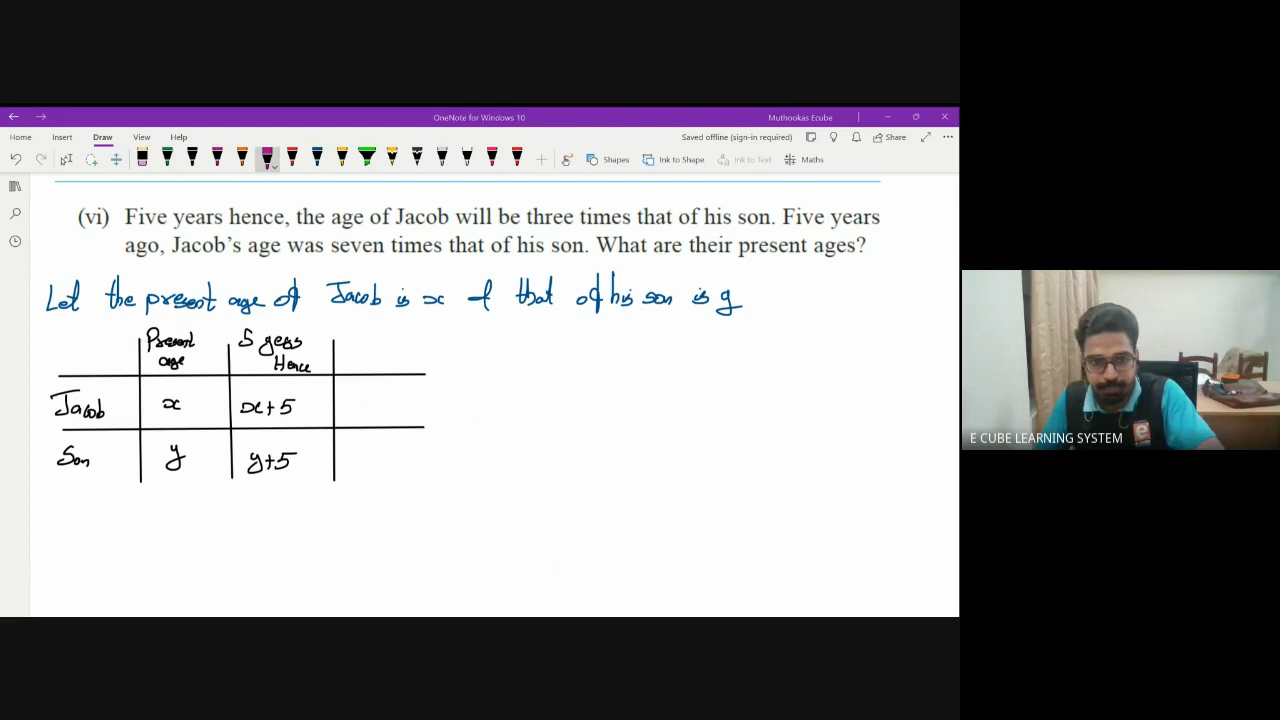 OneNote for Windows 10
Muthookas Ecube
Home Insert Draw View Help
Saved offline (sign-in required)
Share
Shapes
Ink to Shape
Ink to Text
Maths
(vi) Five years hence, the age of Jacob will be three times that of his son. Five years
ago, Jacob's age was seven times that of his son. What are their present ages?
Let the present age of Jacob is x & that of his son is y
Present age
5 years Hence
Jacob x x+5
Son y y+5
E CUBE LEARNING SYSTEM